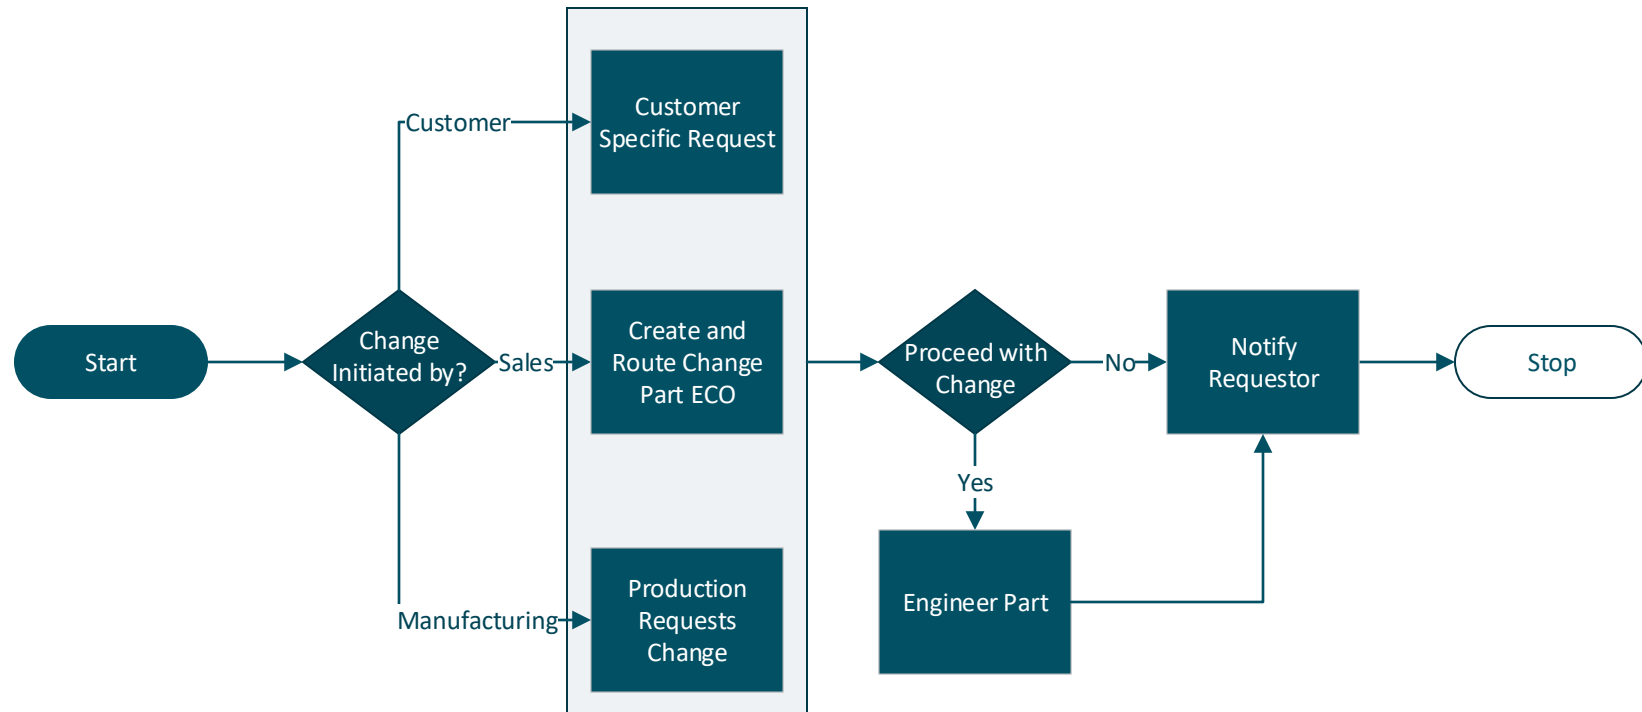 Start
Change
Initiated by?
Customer
Sales
Manufacturing
Customer
Specific Request
Create and
Route Change
Part ECO
Production
Requests
Change
Proceed with
Change
No
Yes
Notify
Requestor
Engineer Part
Stop